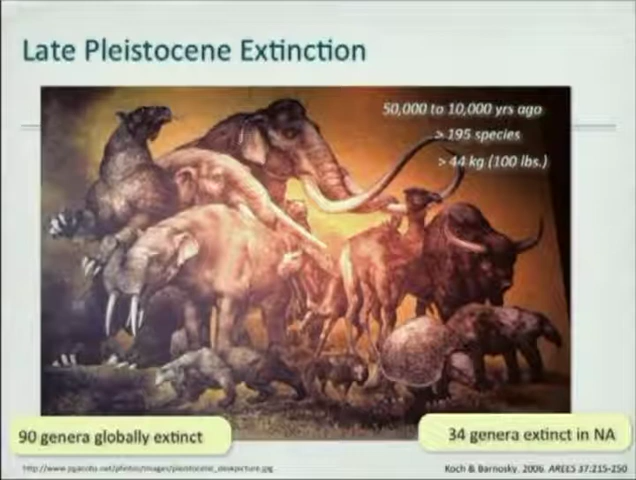 Late Pleistocene Extinction
50,000 to 10,000 yrs ago
> 195 species
> 44 kg (100 lbs.)
90 genera globally extinct
34 genera extinct in NA
Koch & Barnosky. 2006. AREES 37:215-250